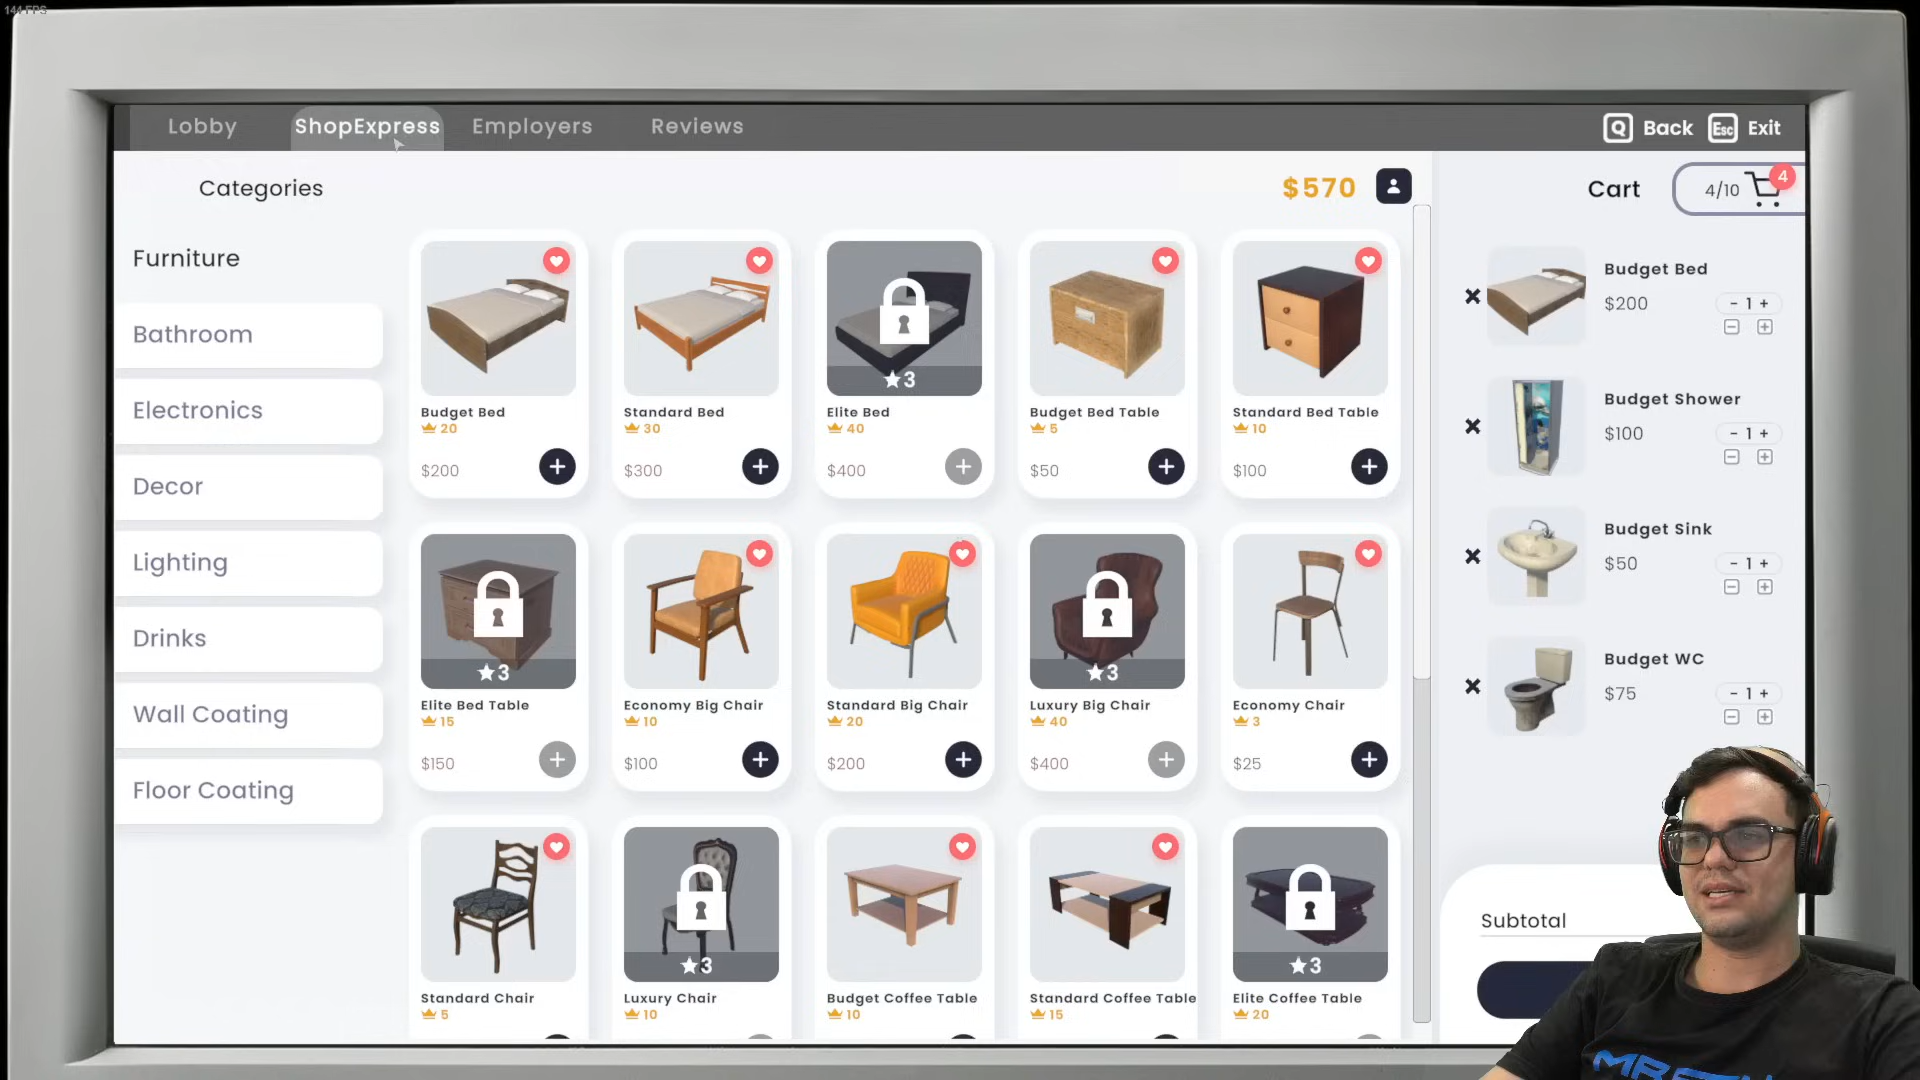 144 FPS
Lobby
ShopExpress
Employers
Reviews
Q Back Esc Exit
Categories
$570
Cart
4/10
4
Furniture
Bathroom
Electronics
Decor
Lighting
Drinks
Wall Coating
Floor Coating
Budget Bed
20
$200
Standard Bed
30
$300
3
Elite Bed
40
$400
Budget Bed Table
5
$50
Standard Bed Table
10
$100
3
Elite Bed Table
15
$150
Economy Big Chair
10
$100
Standard Big Chair
20
$200
3
Luxury Big Chair
40
$400
Economy Chair
3
$25
Standard Chair
5
3
Luxury Chair
10
Budget Coffee Table
10
Standard Coffee Table
15
3
Elite Coffee Table
20
Budget Bed
$200
- 1 +
Budget Shower
$100
- 1 +
Budget Sink
$50
- 1 +
Budget WC
$75
- 1 +
Subtotal